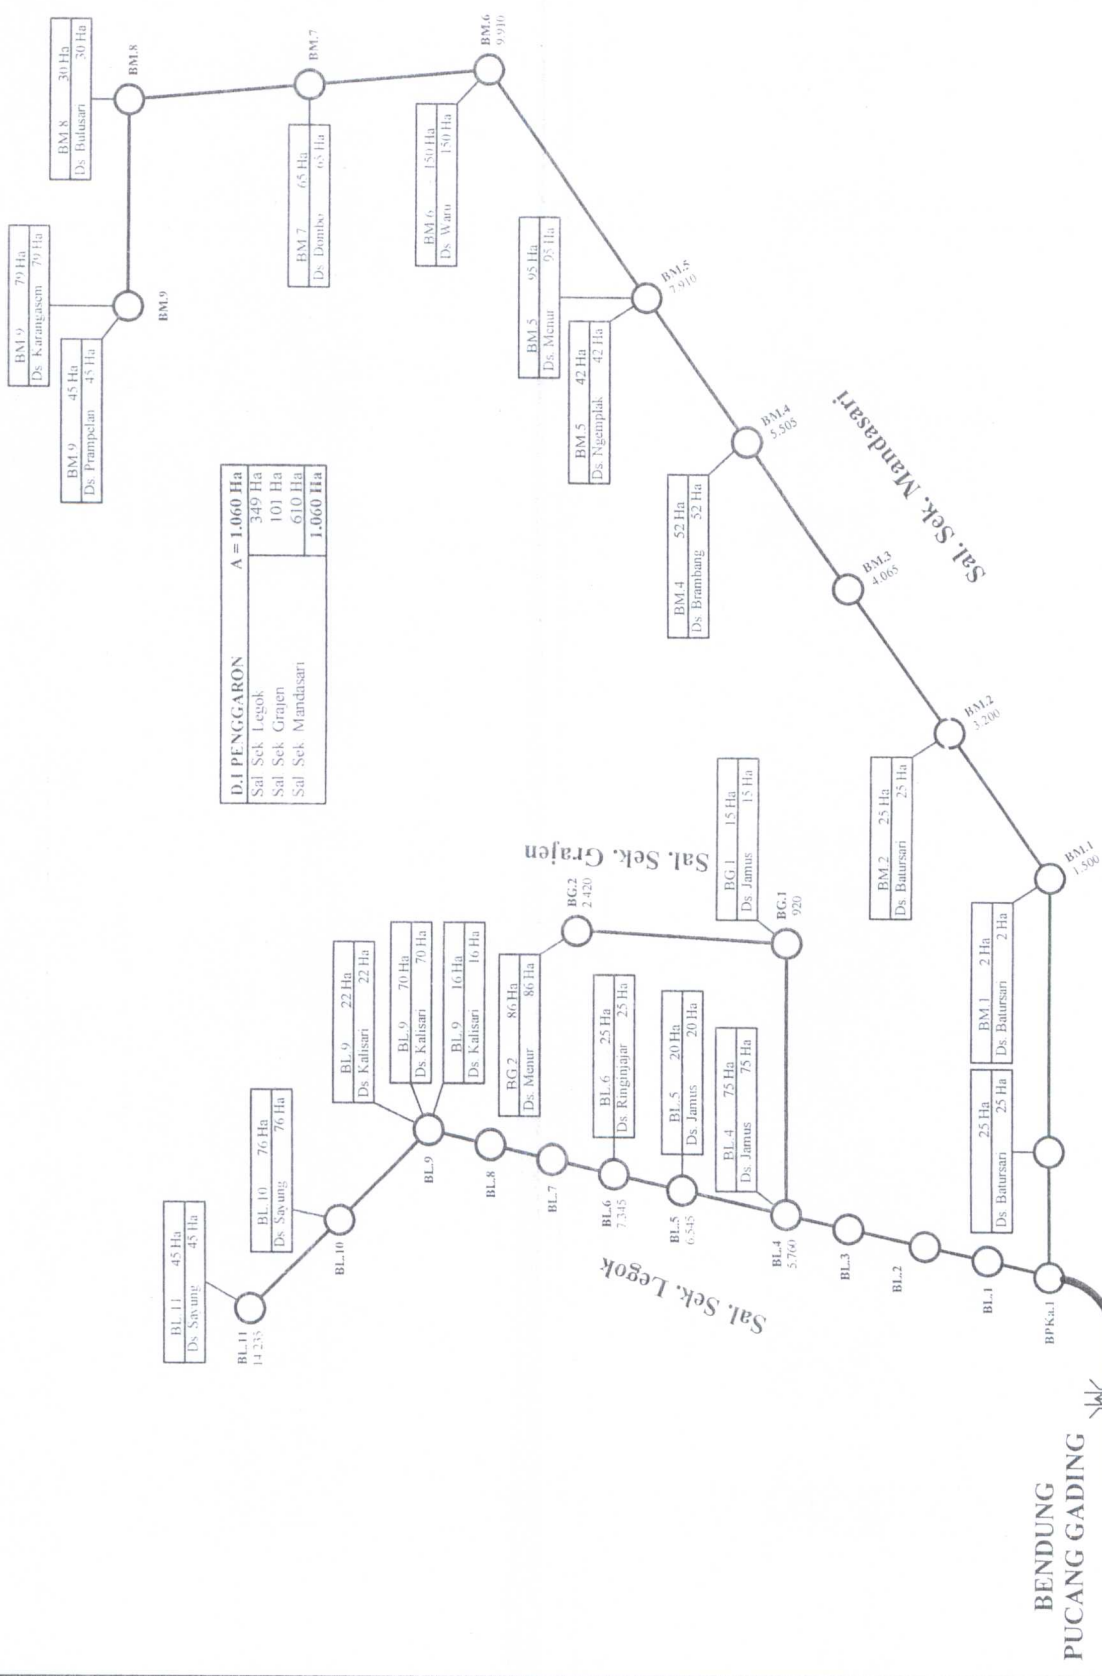 BM.9 79 Ha
Ds. Karangasem 79 Ha
BM.9 45 Ha
Ds. Prampelan 45 Ha
BM.9
BM.8 30 Ha
Ds. Bulusari 30 Ha
BM.8
BM.7 65 Ha
Ds. Dombo 65 Ha
BM.7
BM.6 150 Ha
Ds. Waru 150 Ha
BM.6
9.910
BM.5 95 Ha
Ds. Menur 95 Ha
BM.5 42 Ha
Ds. Ngemplak 42 Ha
BM.5
7.910
BM.4 52 Ha
Ds. Brambang 52 Ha
BM.4
5.505
BM.3
4.065
Sal. Sek. Mandasari
BM.2 25 Ha
Ds. Batursari 25 Ha
BM.2
3.200
BM.1 2 Ha
Ds. Batursari 2 Ha
BM.1
1.500
25 Ha
Ds. Batursari 25 Ha
D.I PENGGARON A = 1.060 Ha
Sal Sek Legok 349 Ha
Sal Sek Grajen 101 Ha
Sal Sek Mandasari 610 Ha
1.060 Ha
BL.11 45 Ha
Ds. Sayung 45 Ha
BL.11
14.235
BL.10 76 Ha
Ds. Sayung 76 Ha
BL.10
BL.9 22 Ha
Ds. Kalisari 22 Ha
BL.9 70 Ha
Ds. Kalisari 70 Ha
BL.9 16 Ha
Ds. Kalisari 16 Ha
BL.9
BL.8
BL.7
BL.6 25 Ha
Ds. Ringinjajar 25 Ha
BL.6
7.345
BL.5 20 Ha
Ds. Jamus 20 Ha
BL.5
6.545
BL.4 75 Ha
Ds. Jamus 75 Ha
BL.4
5.760
Sal. Sek. Legok
BL.3
BL.2
BL.1
BPKa.1
BG.2 86 Ha
Ds. Menur 86 Ha
BG.2
2.420
Sal. Sek. Grajen
BG.1 15 Ha
Ds. Jamus 15 Ha
BG.1
920
BENDUNG
PUCANG GADING